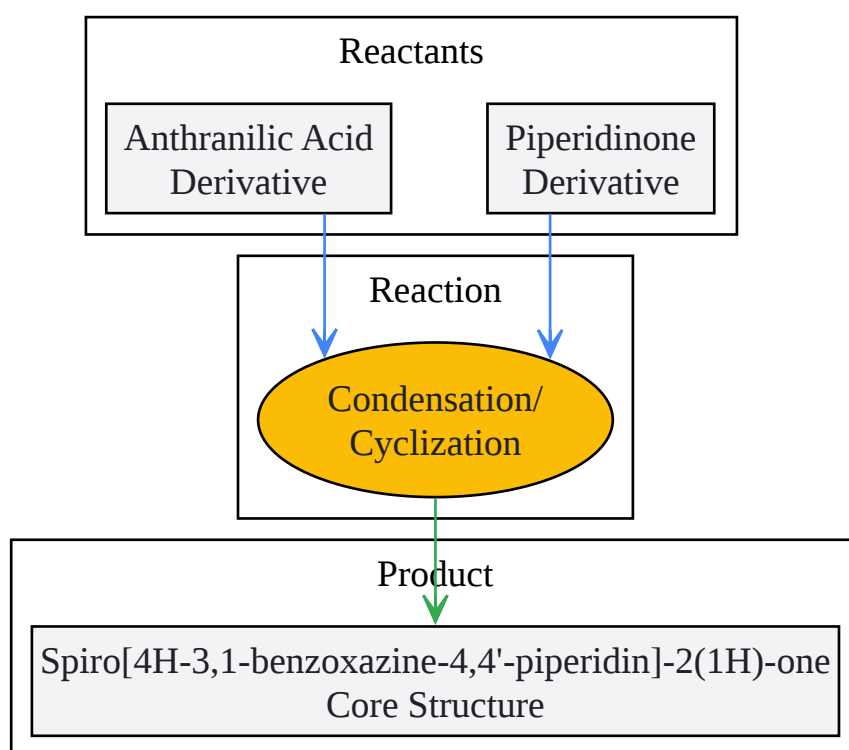 Reactants
Anthranilic Acid
Derivative
Piperidinone
Derivative
Reaction
Condensation/
Cyclization
Product
Spiro[4H-3,1-benzoxazine-4,4'-piperidin]-2(1H)-one
Core Structure